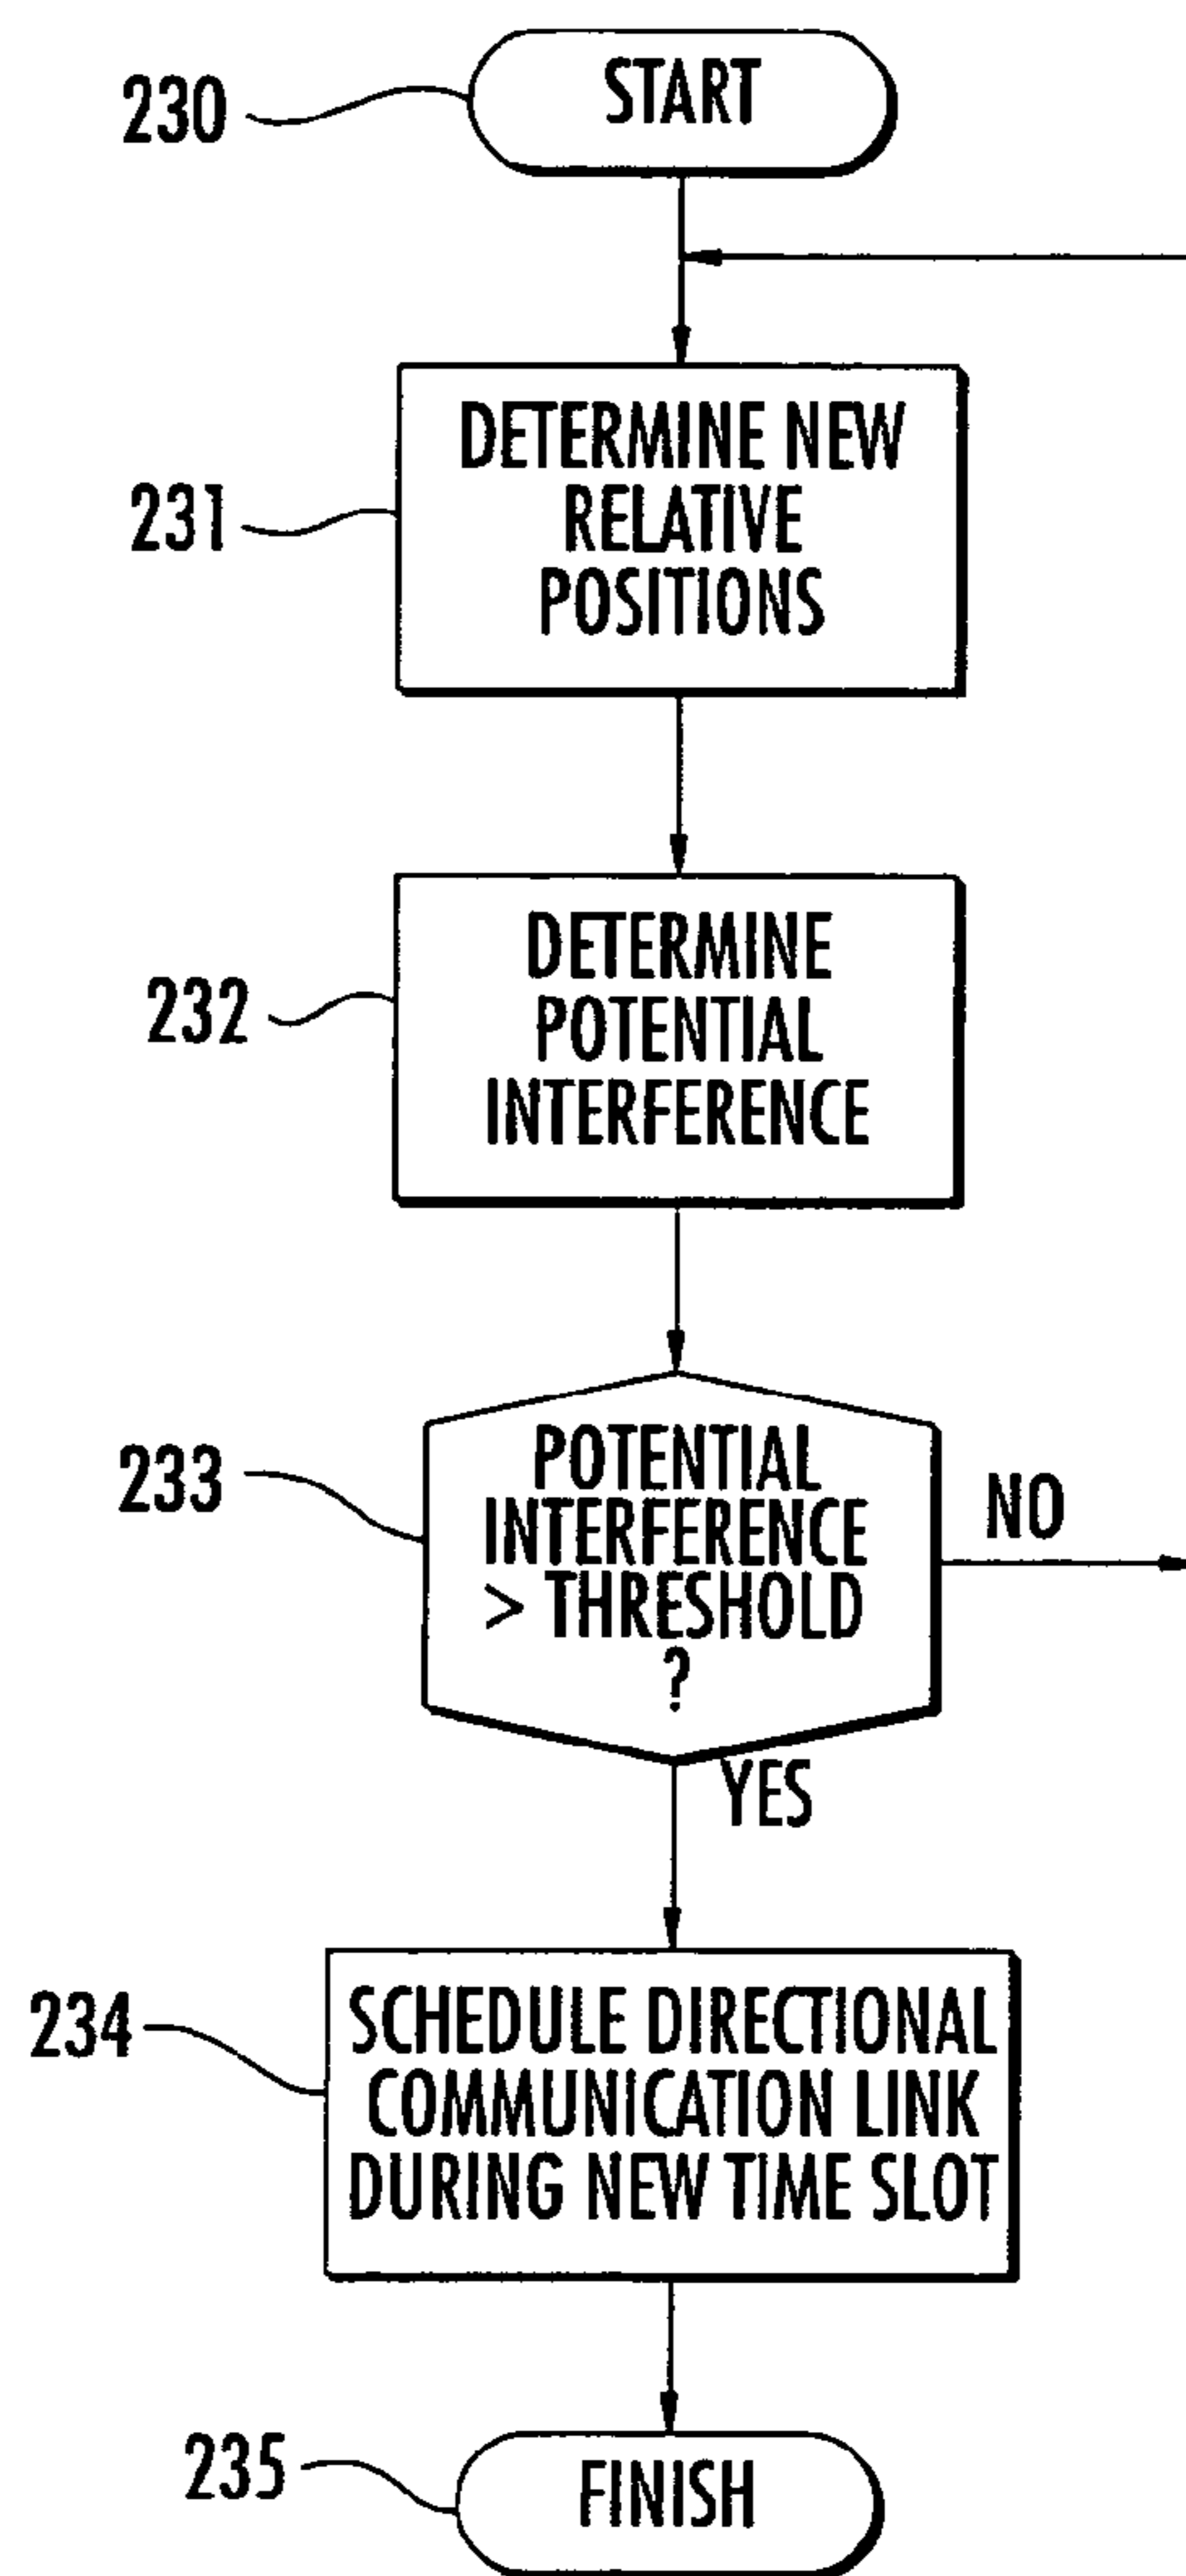 230
START
231
DETERMINE NEW
RELATIVE
POSITIONS
232
DETERMINE
POTENTIAL
INTERFERENCE
233
POTENTIAL
INTERFERENCE
> THRESHOLD
?
NO
YES
234
SCHEDULE DIRECTIONAL
COMMUNICATION LINK
DURING NEW TIME SLOT
235
FINISH